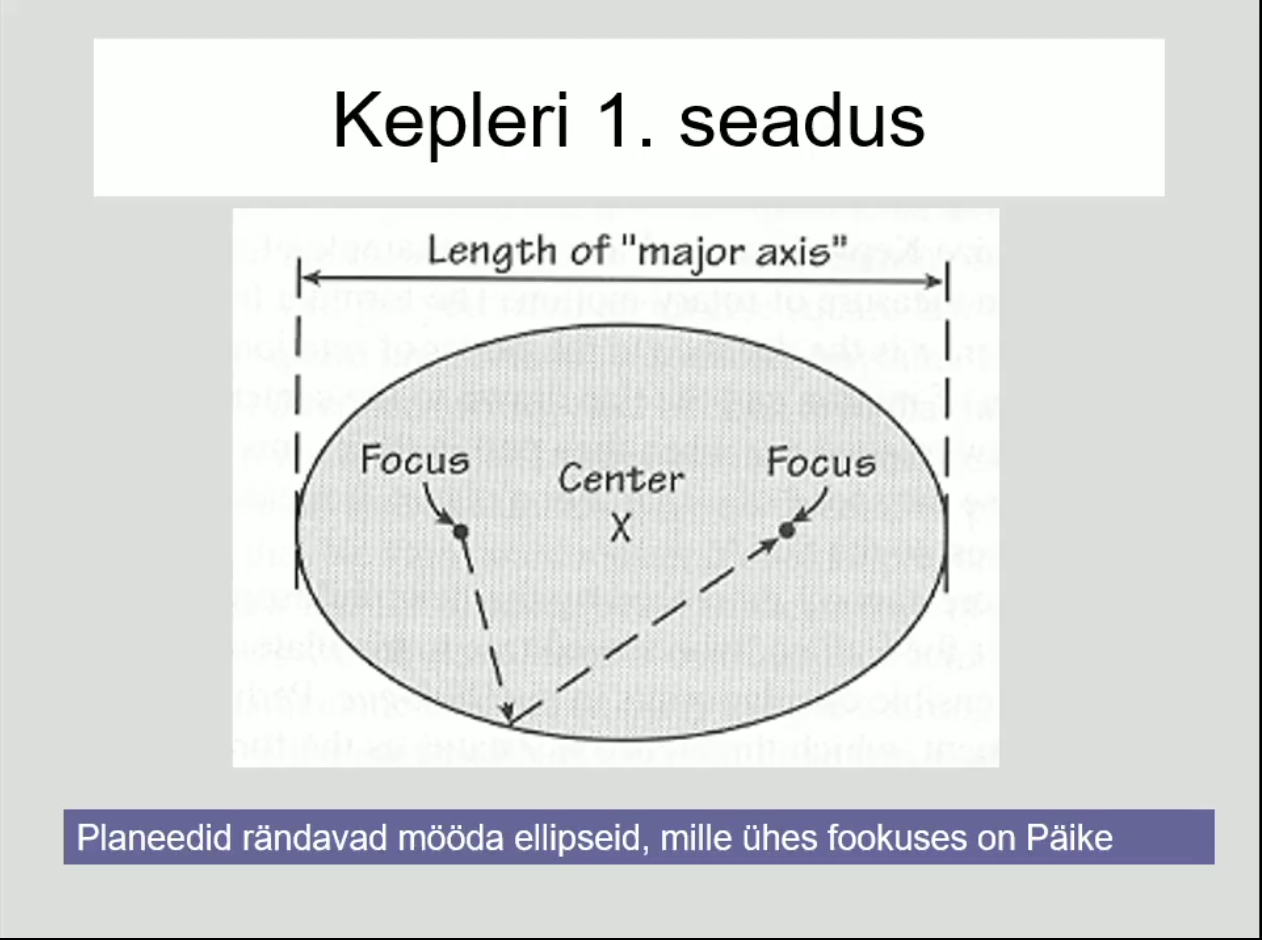 Kepleri 1. seadus
Length of "major axis"
Focus
Focus
Center
X
Planeedid rändavad mööda ellipseid, mille ühes fookuses on Päike